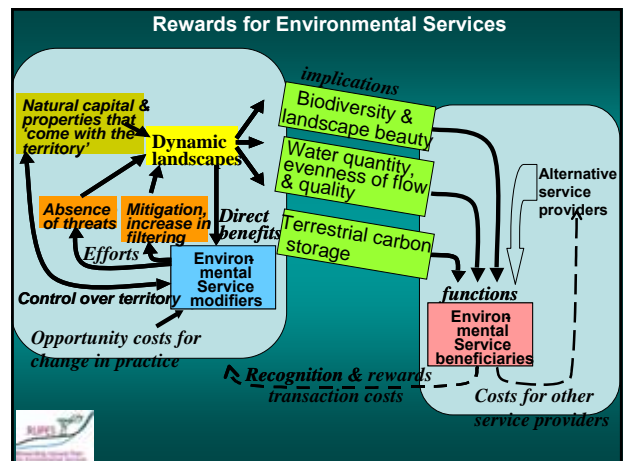 Rewards for Environmental Services
implications
Natural capital &
properties that
'come with the
territory'
Dynamic
landscapes
Biodiversity &
landscape beauty
Water quantity,
evenness of flow
& quality
Terrestrial carbon
storage
Absence
of threats
Mitigation,
increase in
filtering
Direct
benefits
Efforts
Control over territory
Environ-
mental
Service
modifiers
Opportunity costs for
change in practice
Alternative
service
providers
functions
Environ-
mental
Service
beneficiaries
Recognition & rewards
transaction costs
Costs for other
service providers
RUPES